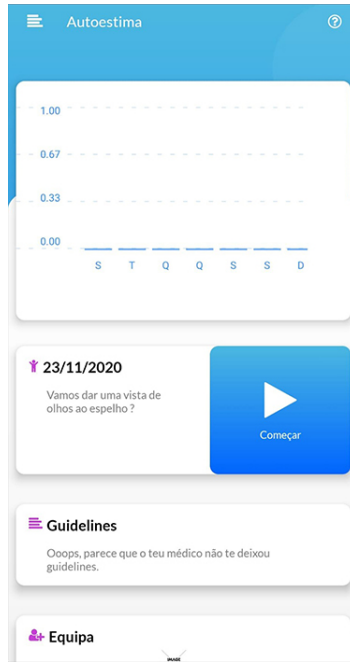 Autoestima
1.00
0.67
0.33
0.00
S T Q Q S S D
23/11/2020
Vamos dar uma vista de
olhos ao espelho ?
Começar
Guidelines
Ooops, parece que o teu médico não te deixou
guidelines.
Equipa
IMAGE